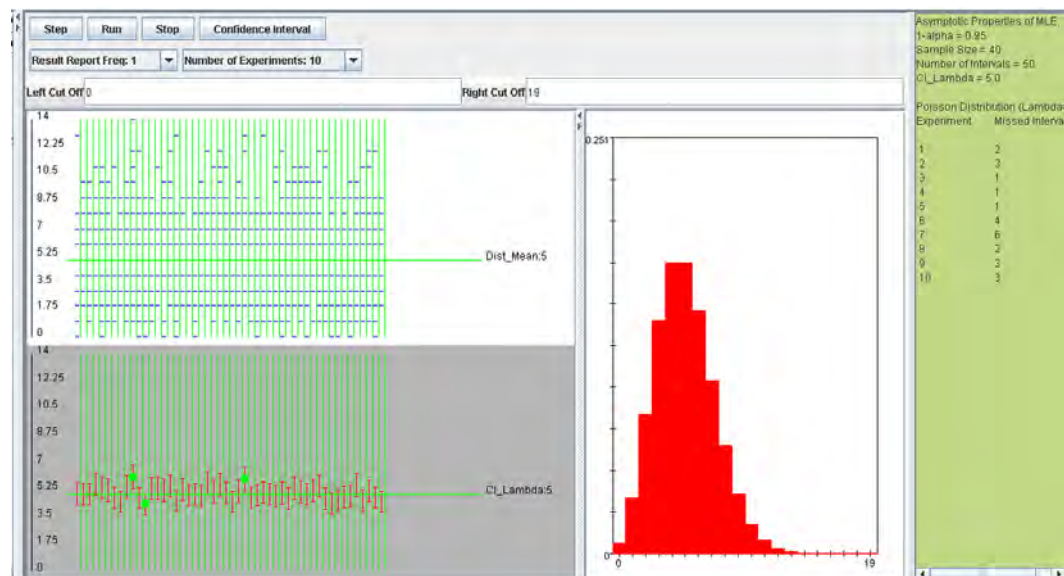 Step Run Stop Confidence Interval
Result Report Freq: 1 Number of Experiments: 10
Left Cut Off 0 Right Cut Off 19
14
12.25
10.5
8.75
7
5.25
3.5
1.75
0
Dist_Mean:5
14
12.25
10.5
8.75
7
5.25
3.5
1.75
0
CI_Lambda:5
0.251
0
0 19
Asymptotic Properties of MLE
1-alpha = 0.95
Sample Size = 40
Number of Intervals = 50
CI_Lambda = 5.0
Poisson Distribution (Lambda
Experiment Missed Interva
1 2
2 3
3 1
4 1
5 1
6 4
7 6
8 2
9 3
10 3